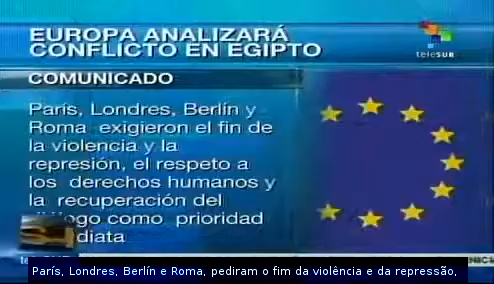 EUROPA ANALIZARÁ
CONFLICTO EN EGIPTO
teleSUR
COMUNICADO
París, Londres, Berlín y
Roma exigieron el fin de
la violencia y la
represión, el respeto a
los derechos humanos y
la recuperación del
como prioridad
París, Londres, Berlín e Roma, pediram o fim da violência e da repressão,